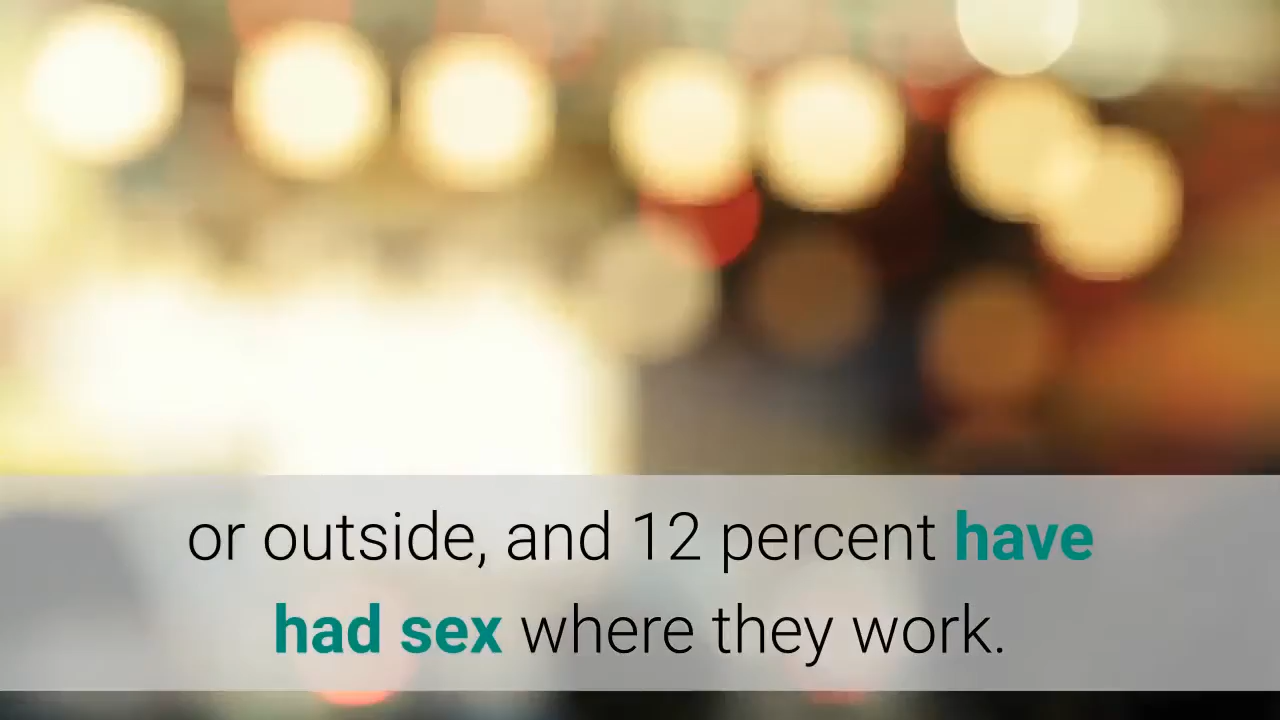 or outside, and 12 percent have
had sex where they work.